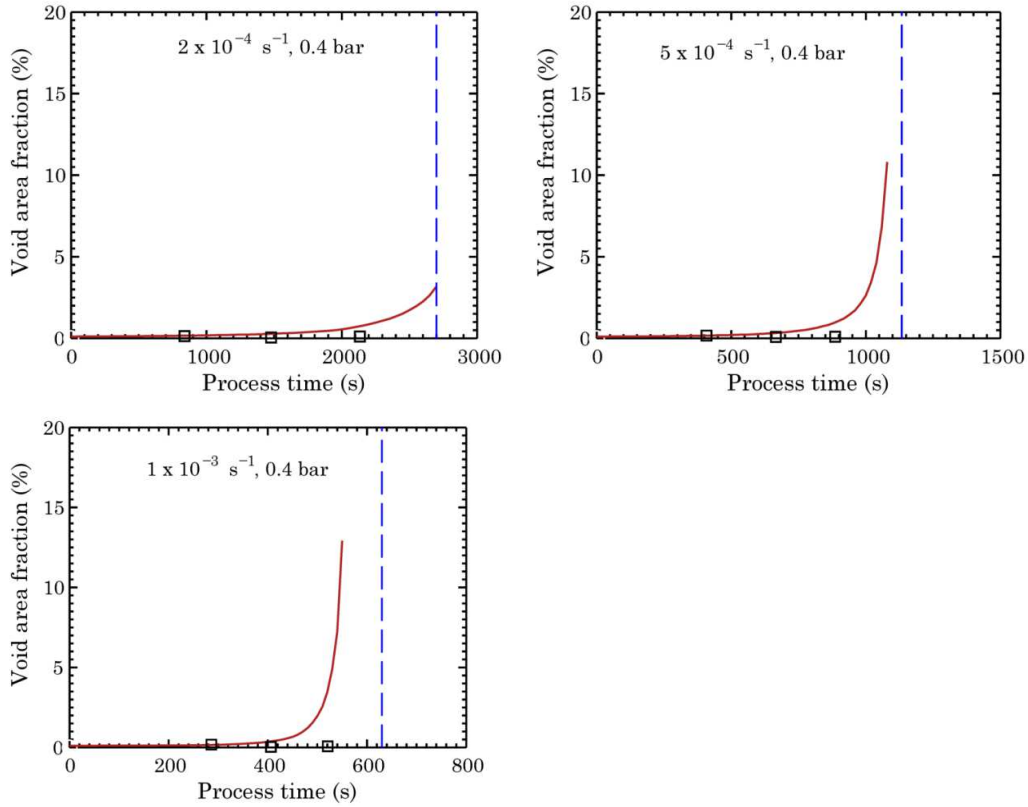 20
15
10
5
0
Void area fraction (%)
2 x 10⁻⁴ s⁻¹, 0.4 bar
0 1000 2000 3000
Process time (s)
20
15
10
5
0
Void area fraction (%)
5 x 10⁻⁴ s⁻¹, 0.4 bar
0 500 1000 1500
Process time (s)
20
15
10
5
0
Void area fraction (%)
1 x 10⁻³ s⁻¹, 0.4 bar
0 200 400 600 800
Process time (s)